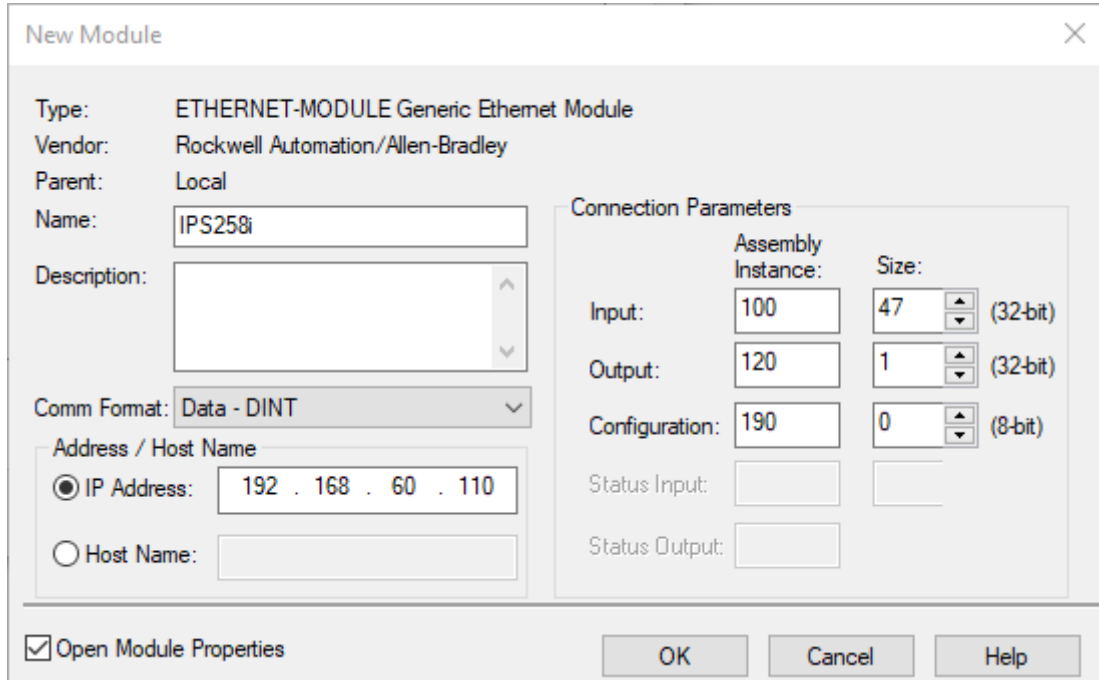 New Module
Type: ETHERNET-MODULE Generic Ethernet Module
Vendor: Rockwell Automation/Allen-Bradley
Parent: Local
Name: IPS258i
Description:
Comm Format: Data - DINT
Address / Host Name
IP Address: 192 . 168 . 60 . 110
Host Name:
Connection Parameters
Assembly
Instance: Size:
Input: 100 47 (32-bit)
Output: 120 1 (32-bit)
Configuration: 190 0 (8-bit)
Status Input:
Status Output:
Open Module Properties
OK Cancel Help